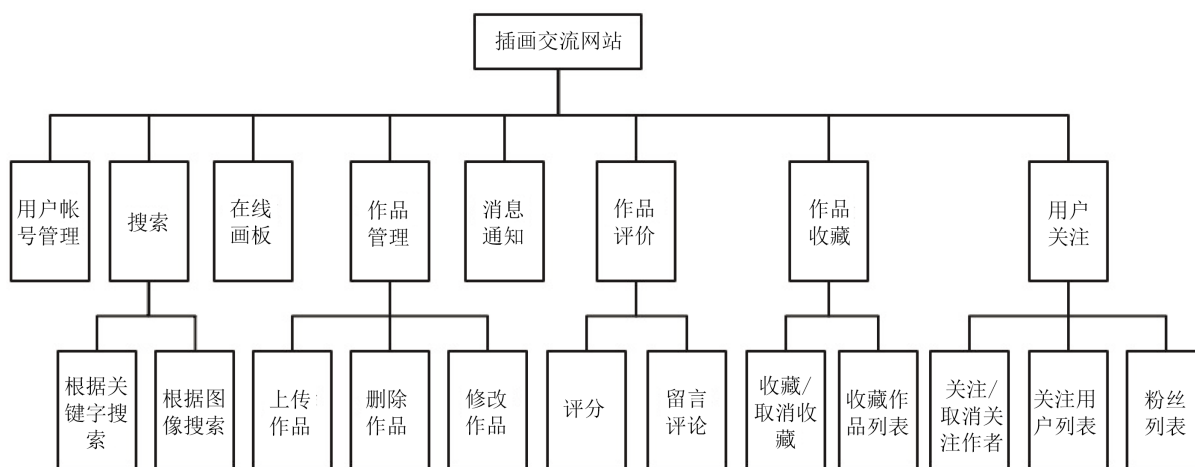 插画交流网站
用户帐
号管理
搜索
在线
画板
作品
管理
消息
通知
作品
评价
作品
收藏
用户
关注
根据关
键字搜
索
根据图
像搜索
上传
作品
删除
作品
修改
作品
评分
留言
评论
收藏/
取消收
藏
收藏作
品列表
关注/
取消关
注作者
关注用
户列表
粉丝
列表